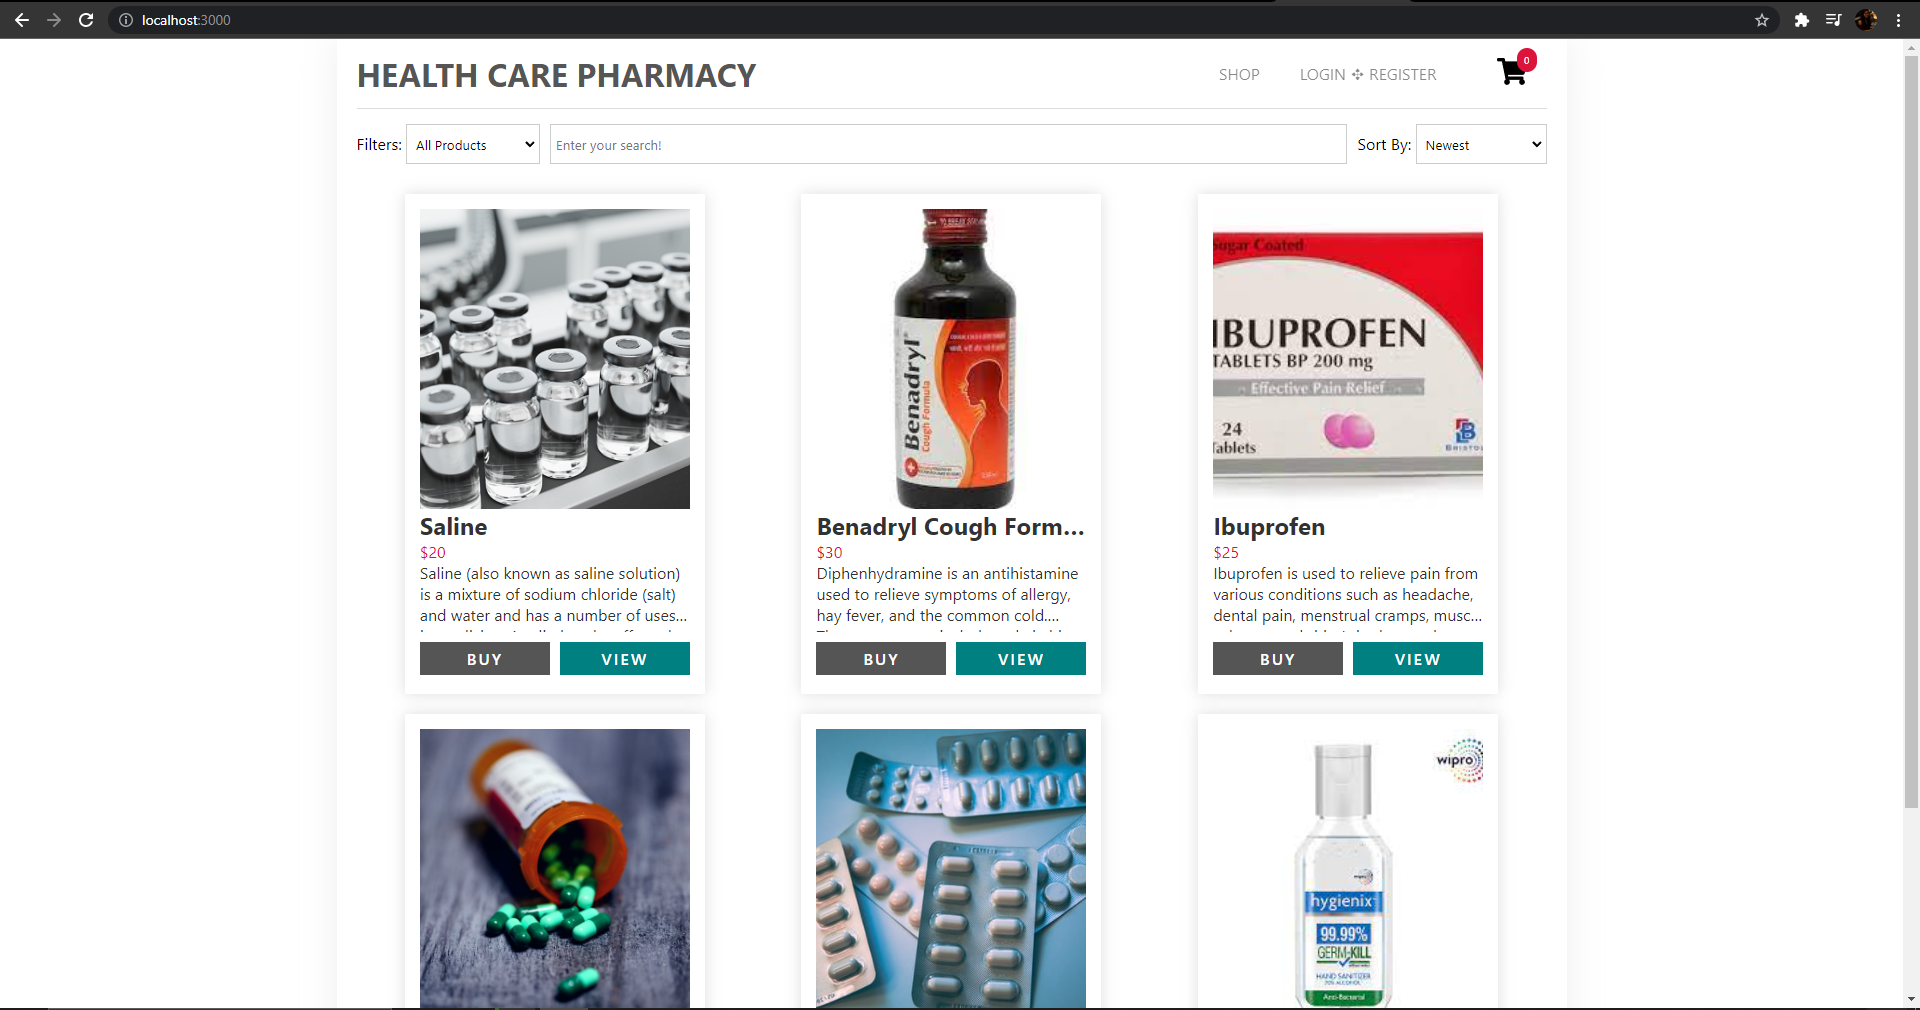 localhost:3000
HEALTH CARE PHARMACY
SHOP
LOGIN ✣ REGISTER
0
Filters:
All Products
Enter your search!
Sort By:
Newest
Benadryl
Cough Formula
Sugar Coated
IBUPROFEN
TABLETS BP 200 mg
Effective Pain Relief
24
Tablets
Saline
$20
Saline (also known as saline solution)
is a mixture of sodium chloride (salt)
and water and has a number of uses...
BUY
VIEW
Benadryl Cough Form...
$30
Diphenhydramine is an antihistamine
used to relieve symptoms of allergy,
hay fever, and the common cold....
BUY
VIEW
Ibuprofen
$25
Ibuprofen is used to relieve pain from
various conditions such as headache,
dental pain, menstrual cramps, musc...
BUY
VIEW
wipro
wipro
hygienix
99.99%
GERM-KILL
HAND SANITIZER
70% ALCOHOL
Anti-Bacterial